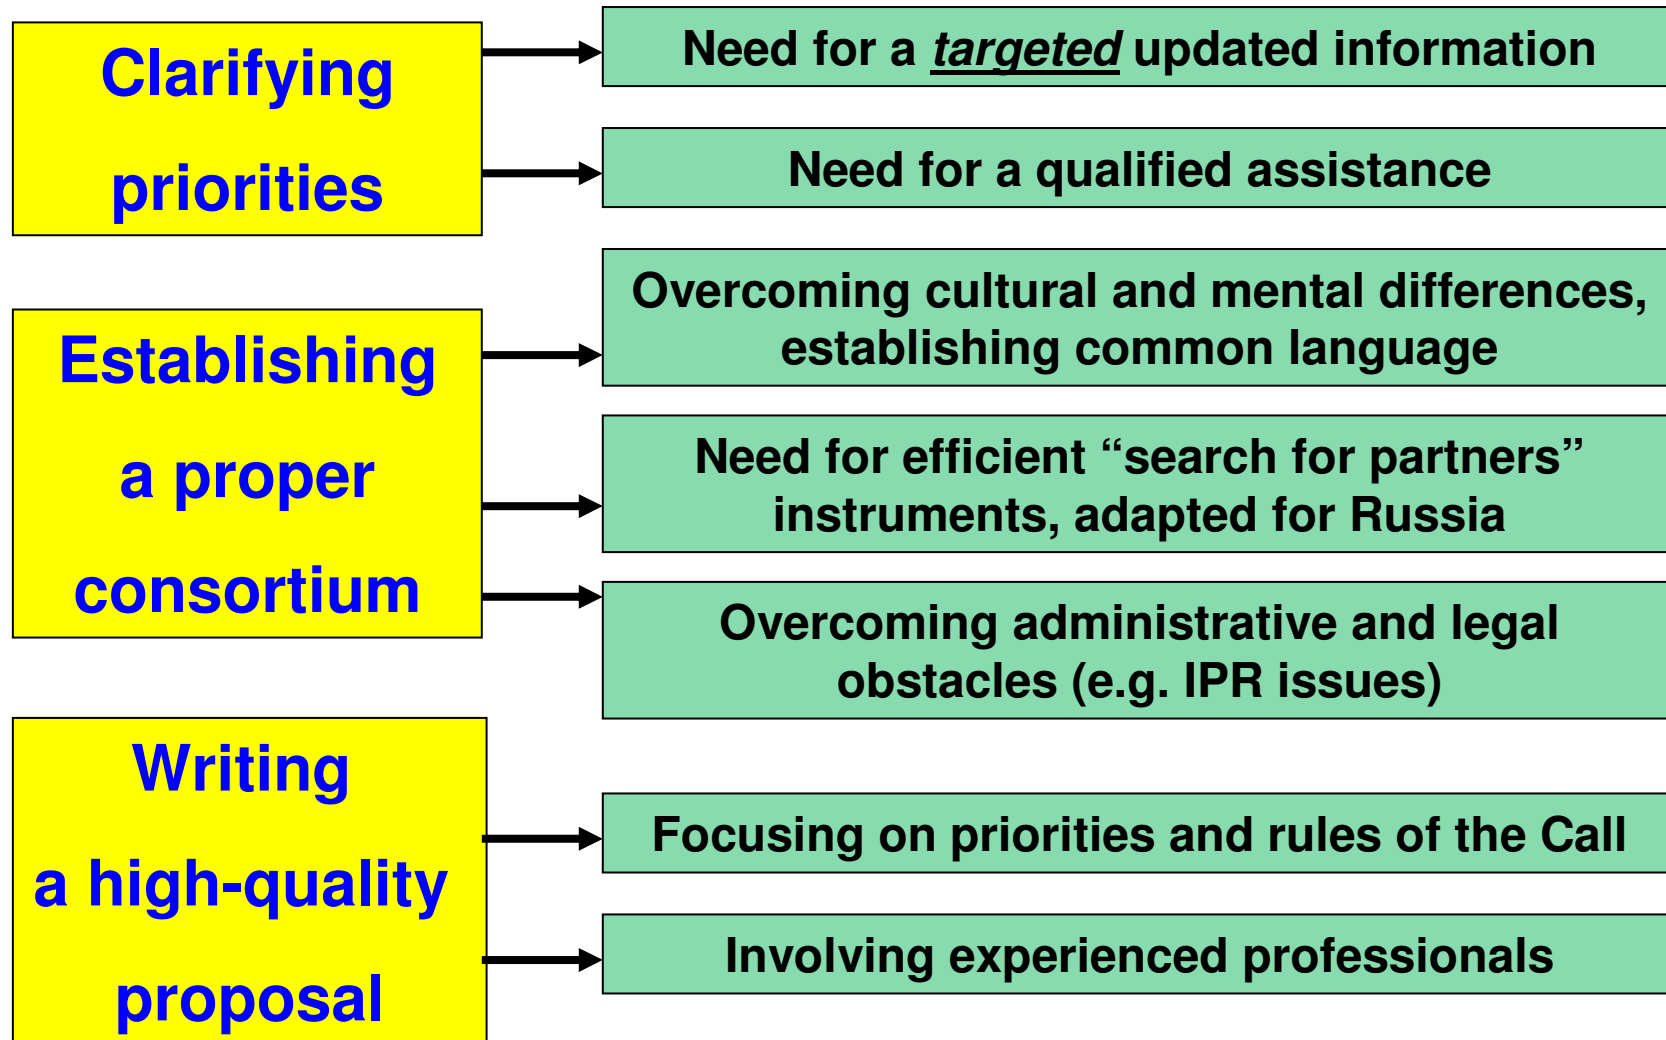 Clarifying
priorities
Need for a targeted updated information
Need for a qualified assistance
Establishing
a proper
consortium
Overcoming cultural and mental differences,
establishing common language
Need for efficient “search for partners”
instruments, adapted for Russia
Overcoming administrative and legal
obstacles (e.g. IPR issues)
Writing
a high-quality
proposal
Focusing on priorities and rules of the Call
Involving experienced professionals